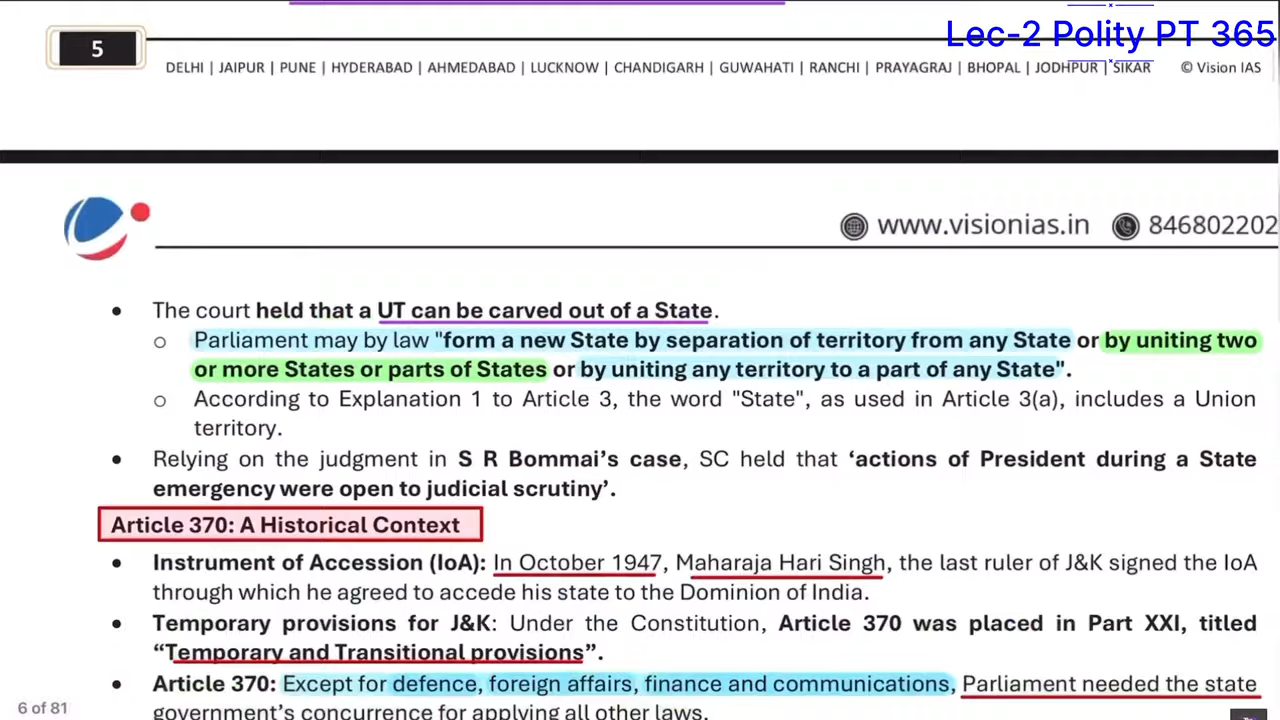 Lec-2 Polity PT 365
5
DELHI | JAIPUR | PUNE | HYDERABAD | AHMEDABAD | LUCKNOW | CHANDIGARH | GUWAHATI | RANCHI | PRAYAGRAJ | BHOPAL | JODHPUR | SIKAR © Vision IAS
www.visionias.in 846802202
• The court held that a UT can be carved out of a State.
o Parliament may by law "form a new State by separation of territory from any State or by uniting two
or more States or parts of States or by uniting any territory to a part of any State".
o According to Explanation 1 to Article 3, the word "State", as used in Article 3(a), includes a Union
territory.
• Relying on the judgment in S R Bommai’s case, SC held that ‘actions of President during a State
emergency were open to judicial scrutiny’.
Article 370: A Historical Context
• Instrument of Accession (IoA): In October 1947, Maharaja Hari Singh, the last ruler of J&K signed the IoA
through which he agreed to accede his state to the Dominion of India.
• Temporary provisions for J&K: Under the Constitution, Article 370 was placed in Part XXI, titled
“Temporary and Transitional provisions”.
• Article 370: Except for defence, foreign affairs, finance and communications, Parliament needed the state
government’s concurrence for applying all other laws.
6 of 81